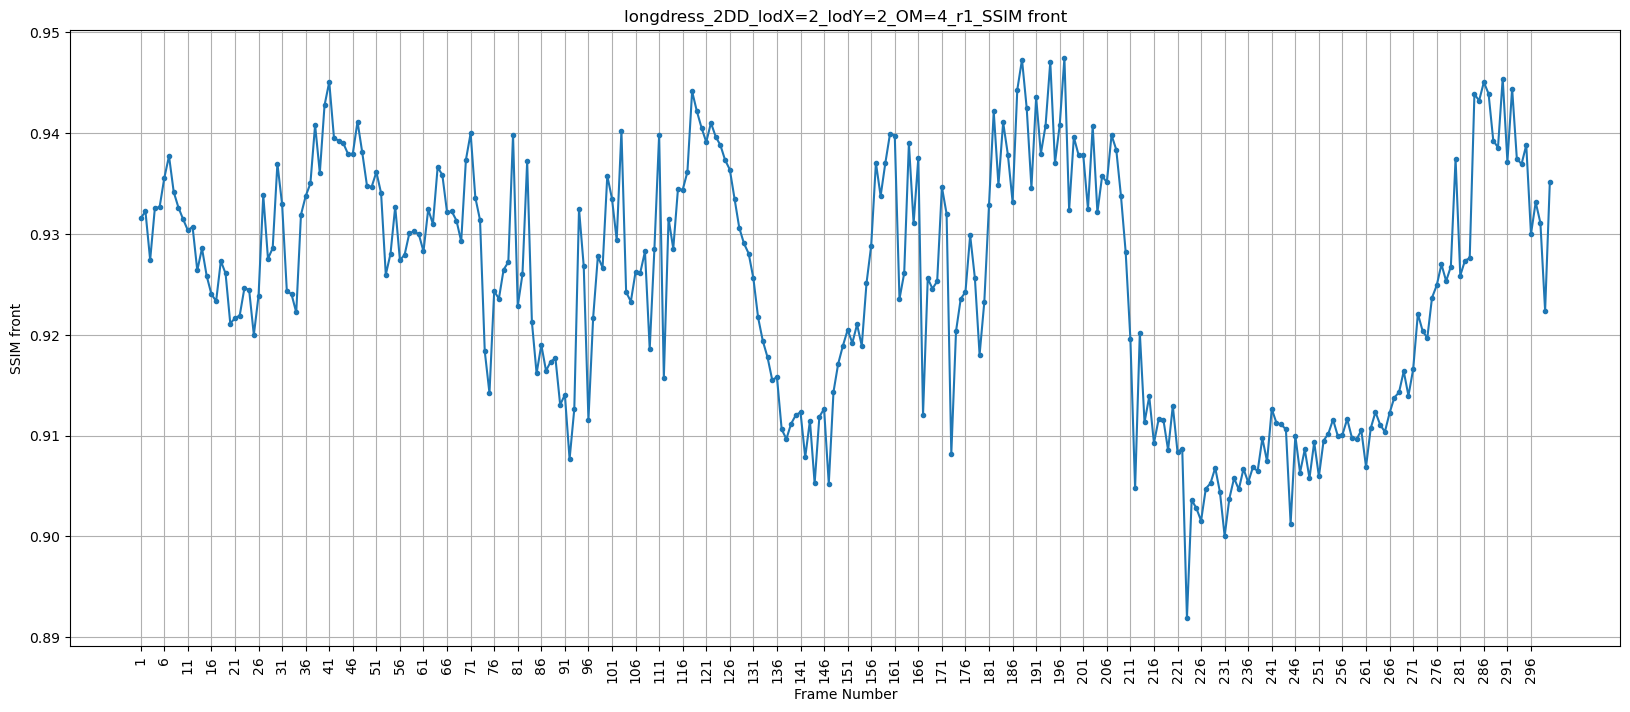 longdress_2DD_lodX=2_lodY=2_OM=4_r1_SSIM front
0.95
0.94
0.93
0.92
0.91
0.90
0.89
SSIM front
1 6 11 16 21 26 31 36 41 46 51 56 61 66 71 76 81 86 91 96 101 106 111 116 121 126 131 136 141 146 151 156 161 166 171 176 181 186 191 196 201 206 211 216 221 226 231 236 241 246 251 256 261 266 271 276 281 286 291 296
Frame Number